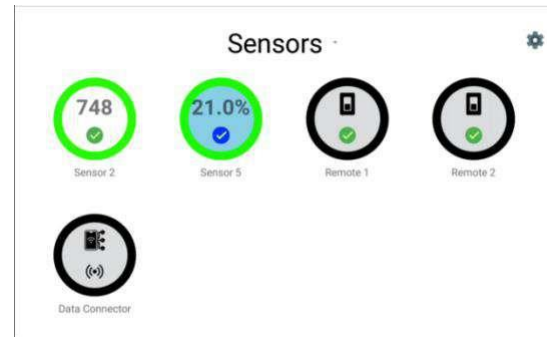 Sensors
748
21.0%
Sensor 2
Sensor 5
Remote 1
Remote 2
Data Connector